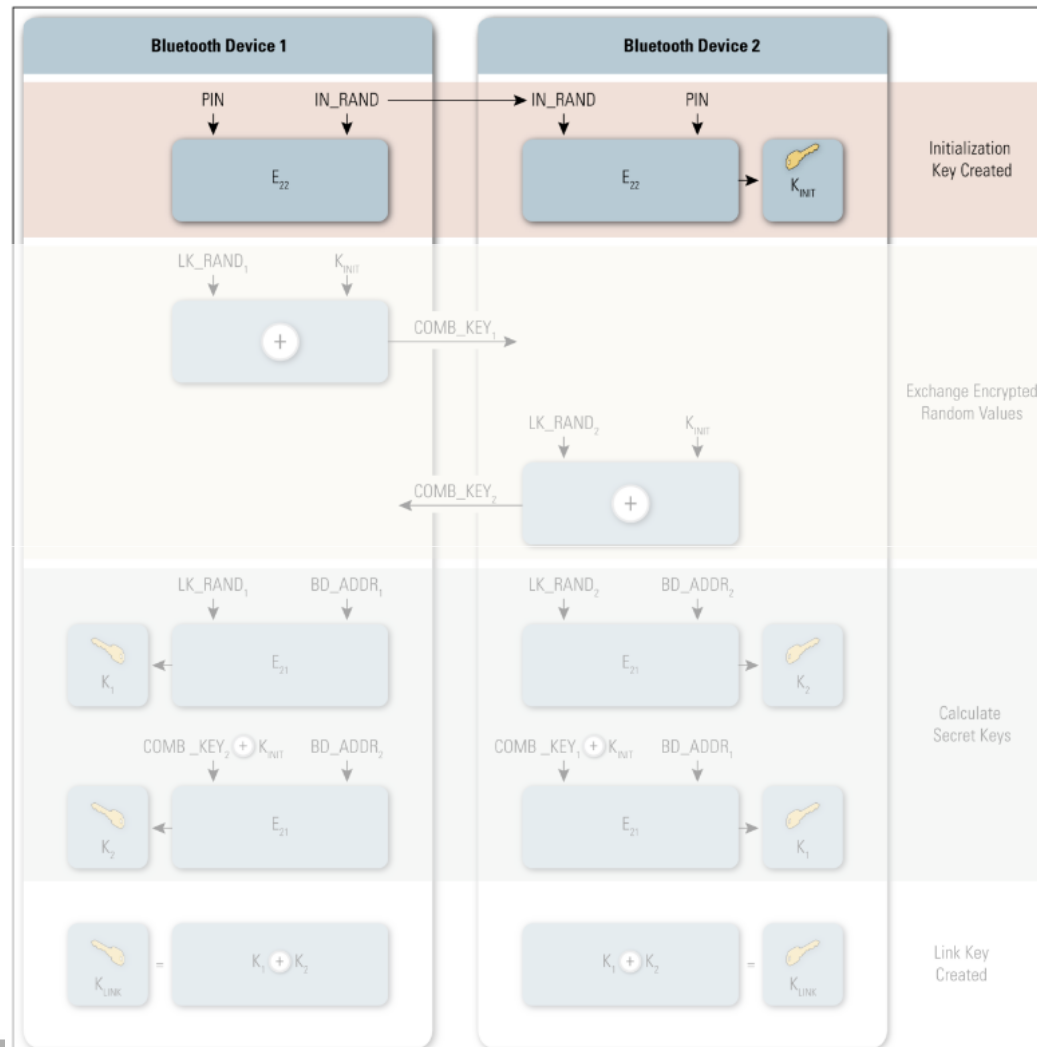 Bluetooth Device 1
Bluetooth Device 2
PIN IN_RAND IN_RAND PIN
E22 E22 KINIT
Initialization
Key Created
LK_RAND1 KINIT
+
COMB_KEY1
Exchange Encrypted
Random Values
LK_RAND2 KINIT
COMB_KEY2
+
LK_RAND1 BD_ADDR1 LK_RAND2 BD_ADDR2
K1 E21 E21 K2
Calculate
Secret Keys
COMB_KEY2 + KINIT BD_ADDR2 COMB_KEY1 + KINIT BD_ADDR1
K2 E21 E21 K1
KLINK = K1 + K2 K1 + K2 = KLINK
Link Key
Created